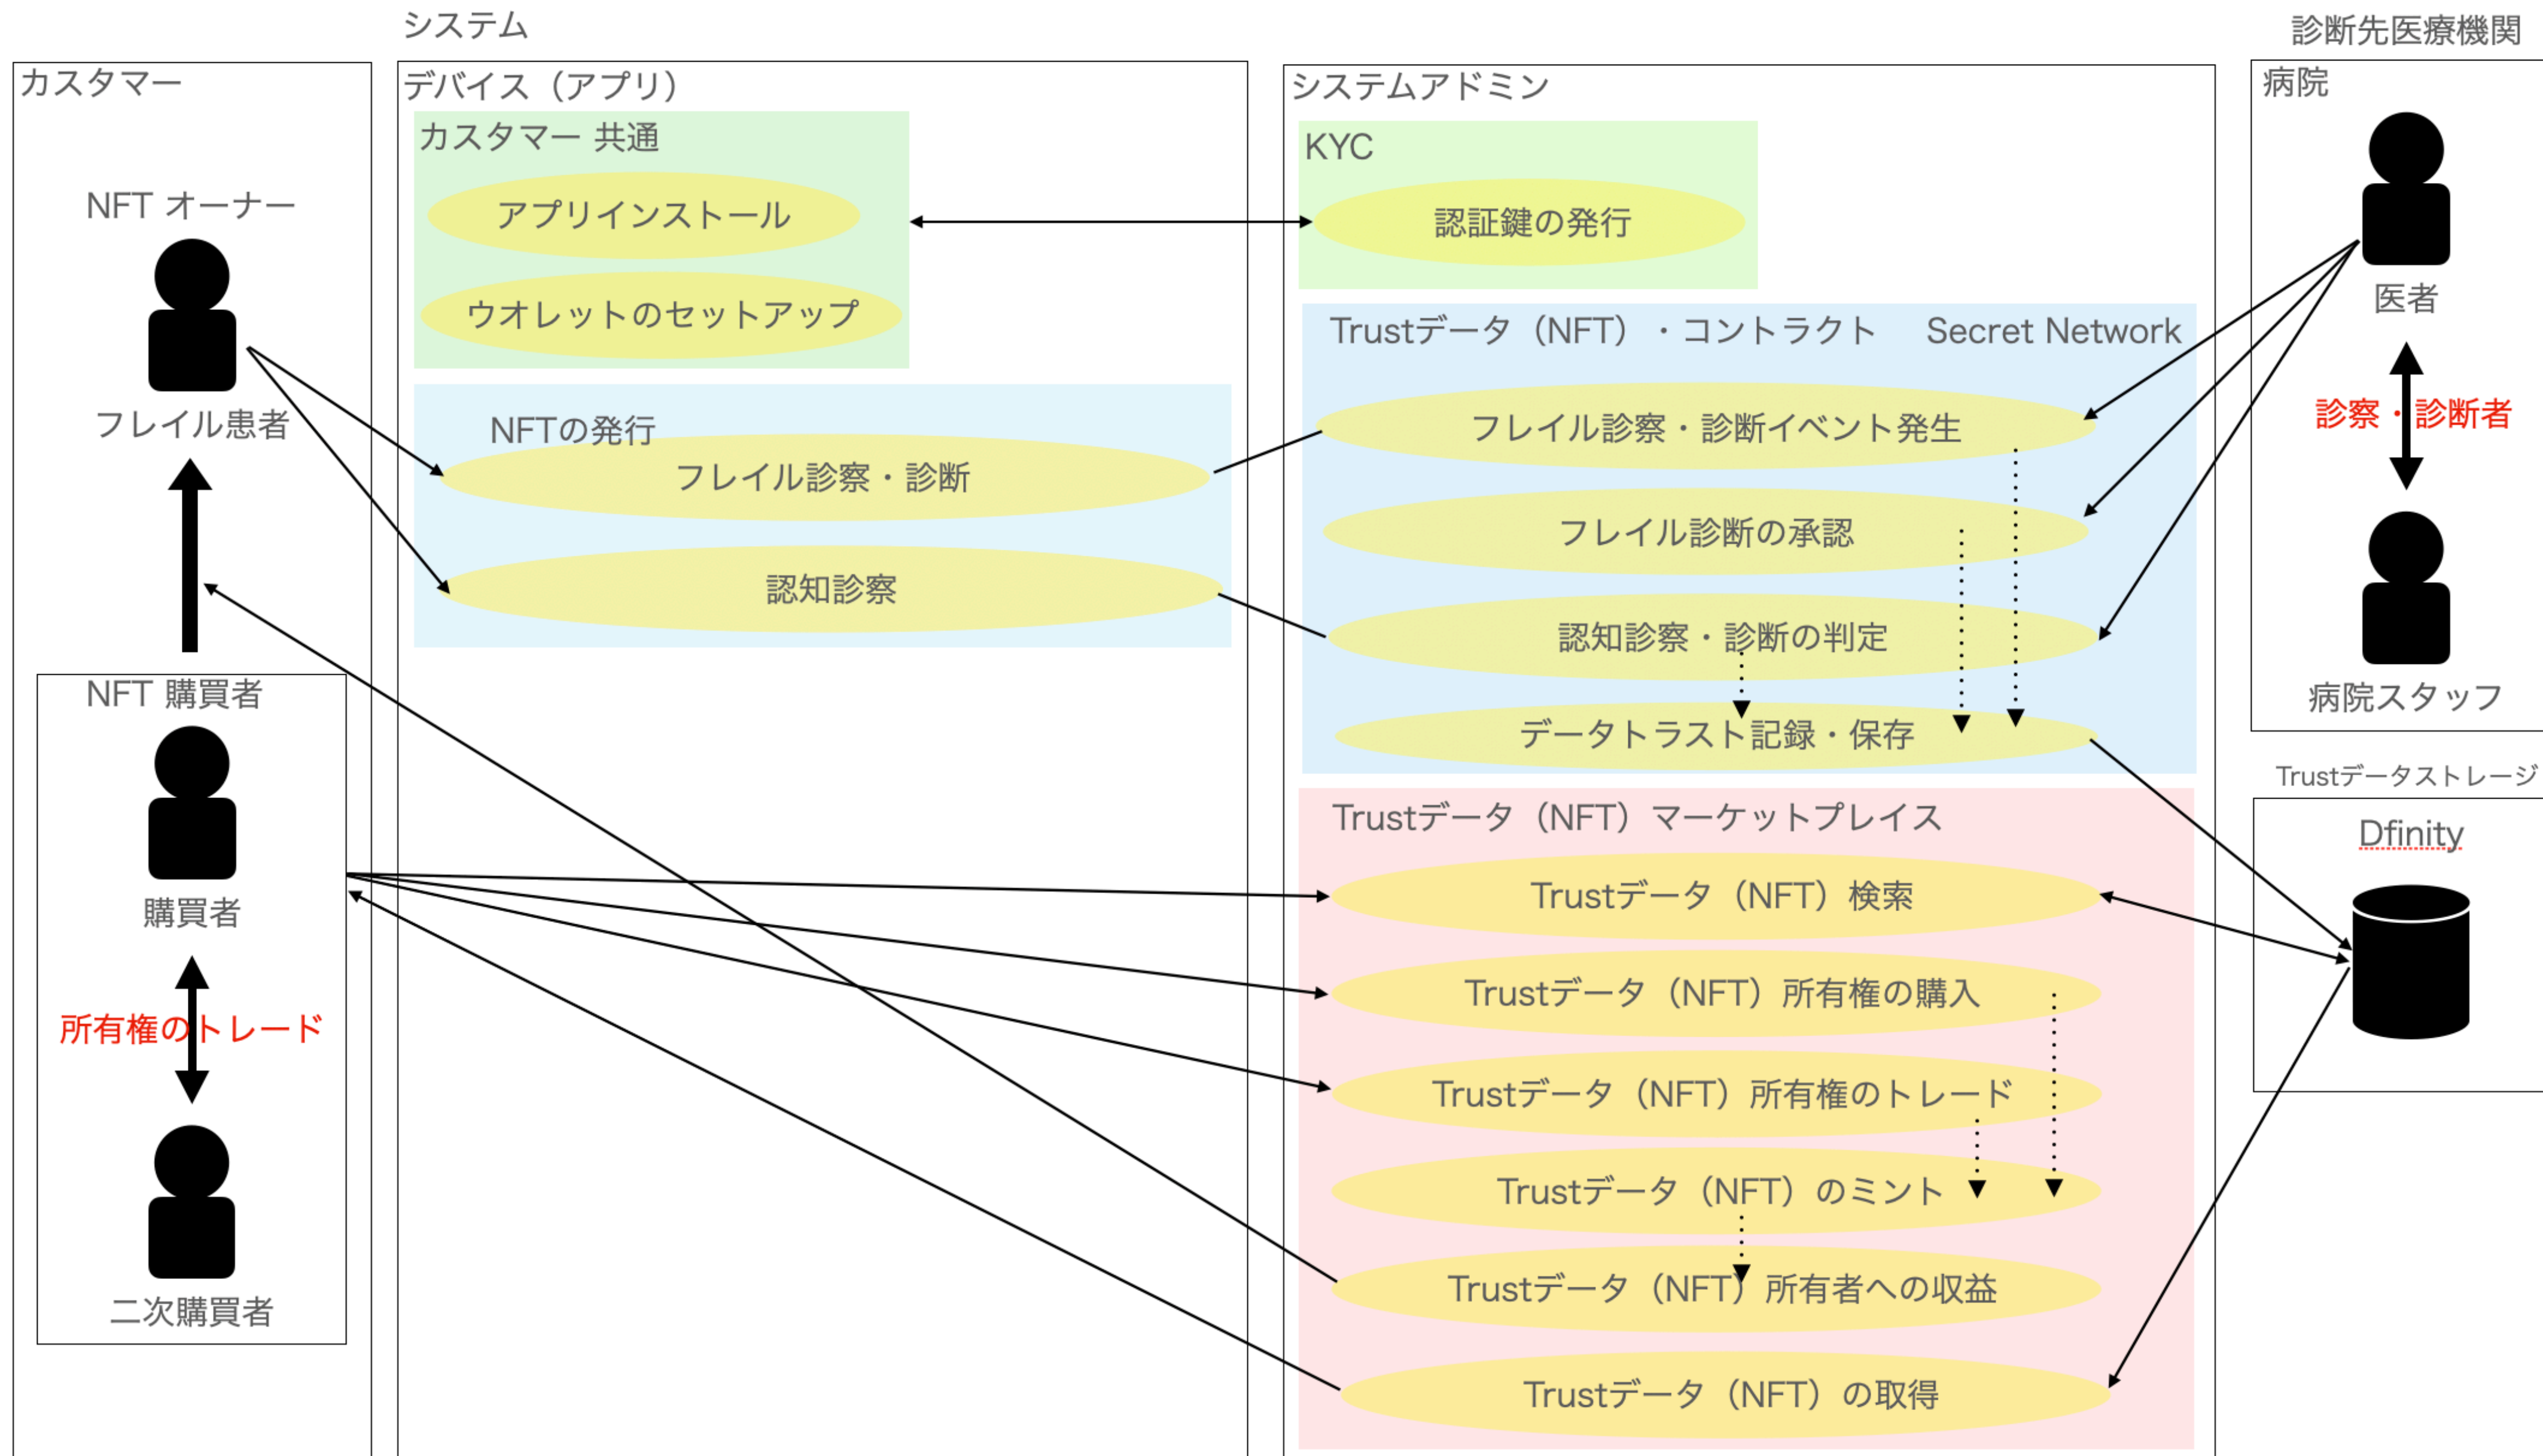 システム
診断先医療機関
カスタマー
デバイス（アプリ）
システムアドミン
病院
カスタマー 共通
KYC
NFT オーナー
アプリインストール
認証鍵の発行
医者
ウオレットのセットアップ
Trustデータ（NFT）・コントラクト Secret Network
フレイル患者
NFTの発行
フレイル診察・診断イベント発生
診察・診断者
フレイル診察・診断
フレイル診断の承認
認知診察
認知診察・診断の判定
病院スタッフ
NFT 購買者
データトラスト記録・保存
Trustデータストレージ
Trustデータ（NFT）マーケットプレイス
Dfinity
購買者
Trustデータ（NFT）検索
Trustデータ（NFT）所有権の購入
所有権のトレード
Trustデータ（NFT）所有権のトレード
Trustデータ（NFT）のミント
Trustデータ（NFT）所有者への収益
二次購買者
Trustデータ（NFT）の取得